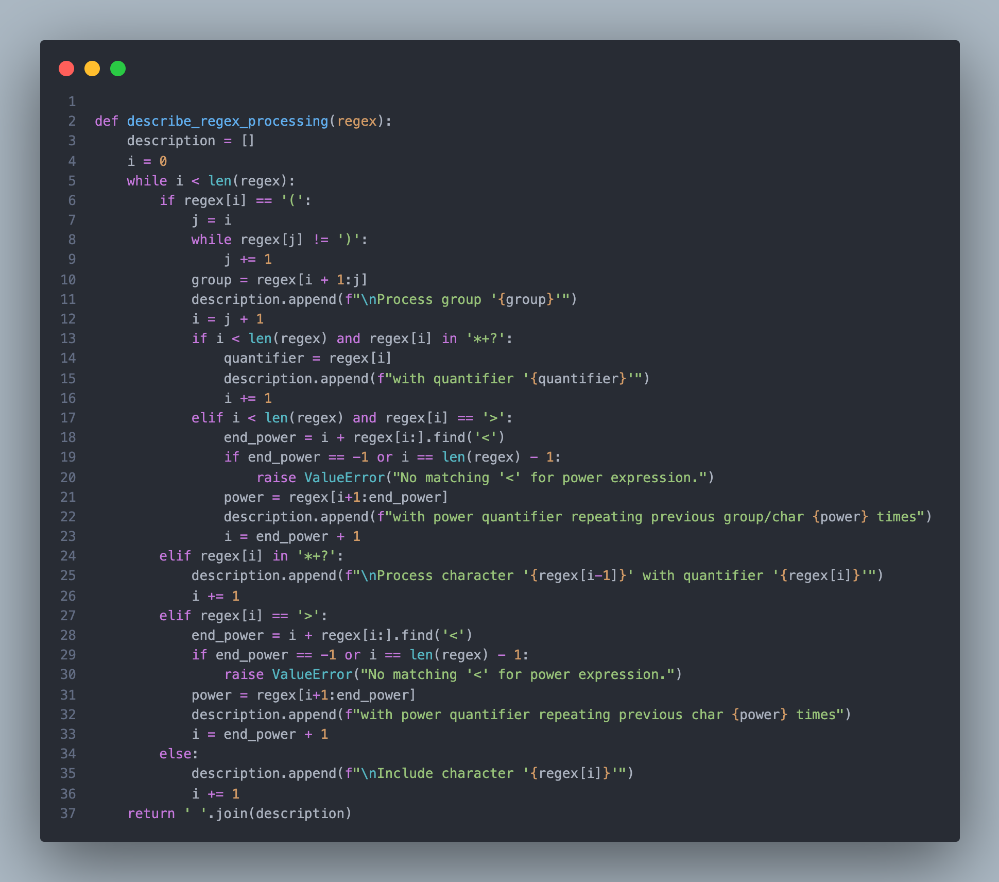 1
2 def describe_regex_processing(regex):
3     description = []
4     i = 0
5     while i < len(regex):
6         if regex[i] == '(':
7             j = i
8             while regex[j] != ')':
9                 j += 1
10             group = regex[i + 1:j]
11             description.append(f"\nProcess group '{group}'")
12             i = j + 1
13             if i < len(regex) and regex[i] in '*+?':
14                 quantifier = regex[i]
15                 description.append(f"with quantifier '{quantifier}'")
16                 i += 1
17             elif i < len(regex) and regex[i] == '>':
18                 end_power = i + regex[i:].find('<')
19                 if end_power == -1 or i == len(regex) - 1:
20                     raise ValueError("No matching '<' for power expression.")
21                 power = regex[i+1:end_power]
22                 description.append(f"with power quantifier repeating previous group/char {power} times")
23                 i = end_power + 1
24         elif regex[i] in '*+?':
25             description.append(f"\nProcess character '{regex[i-1]}' with quantifier '{regex[i]}'")
26             i += 1
27         elif regex[i] == '>':
28             end_power = i + regex[i:].find('<')
29             if end_power == -1 or i == len(regex) - 1:
30                 raise ValueError("No matching '<' for power expression.")
31             power = regex[i+1:end_power]
32             description.append(f"with power quantifier repeating previous char {power} times")
33             i = end_power + 1
34         else:
35             description.append(f"\nInclude character '{regex[i]}'")
36             i += 1
37     return ' '.join(description)